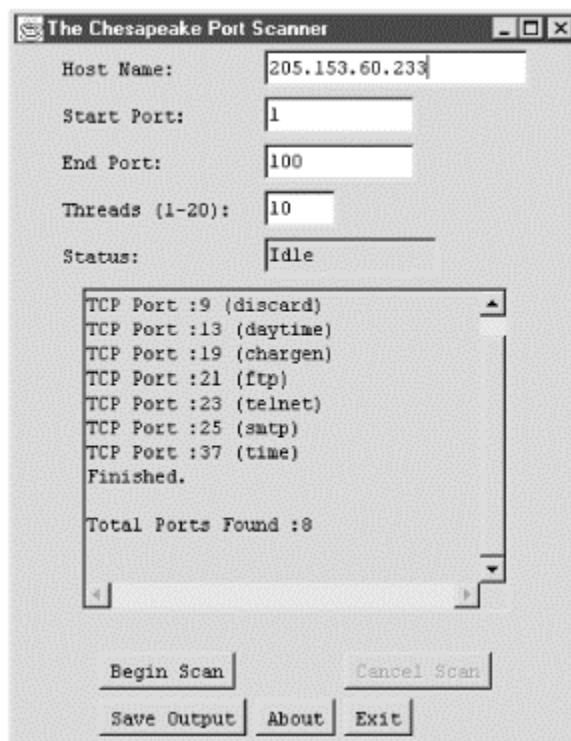 The Chesapeake Port Scanner
Host Name: 205.153.60.233
Start Port: 1
End Port: 100
Threads (1-20): 10
Status: Idle
TCP Port :9 (discard)
TCP Port :13 (daytime)
TCP Port :19 (chargen)
TCP Port :21 (ftp)
TCP Port :23 (telnet)
TCP Port :25 (smtp)
TCP Port :37 (time)
Finished.
Total Ports Found :8
Begin Scan Cancel Scan
Save Output About Exit